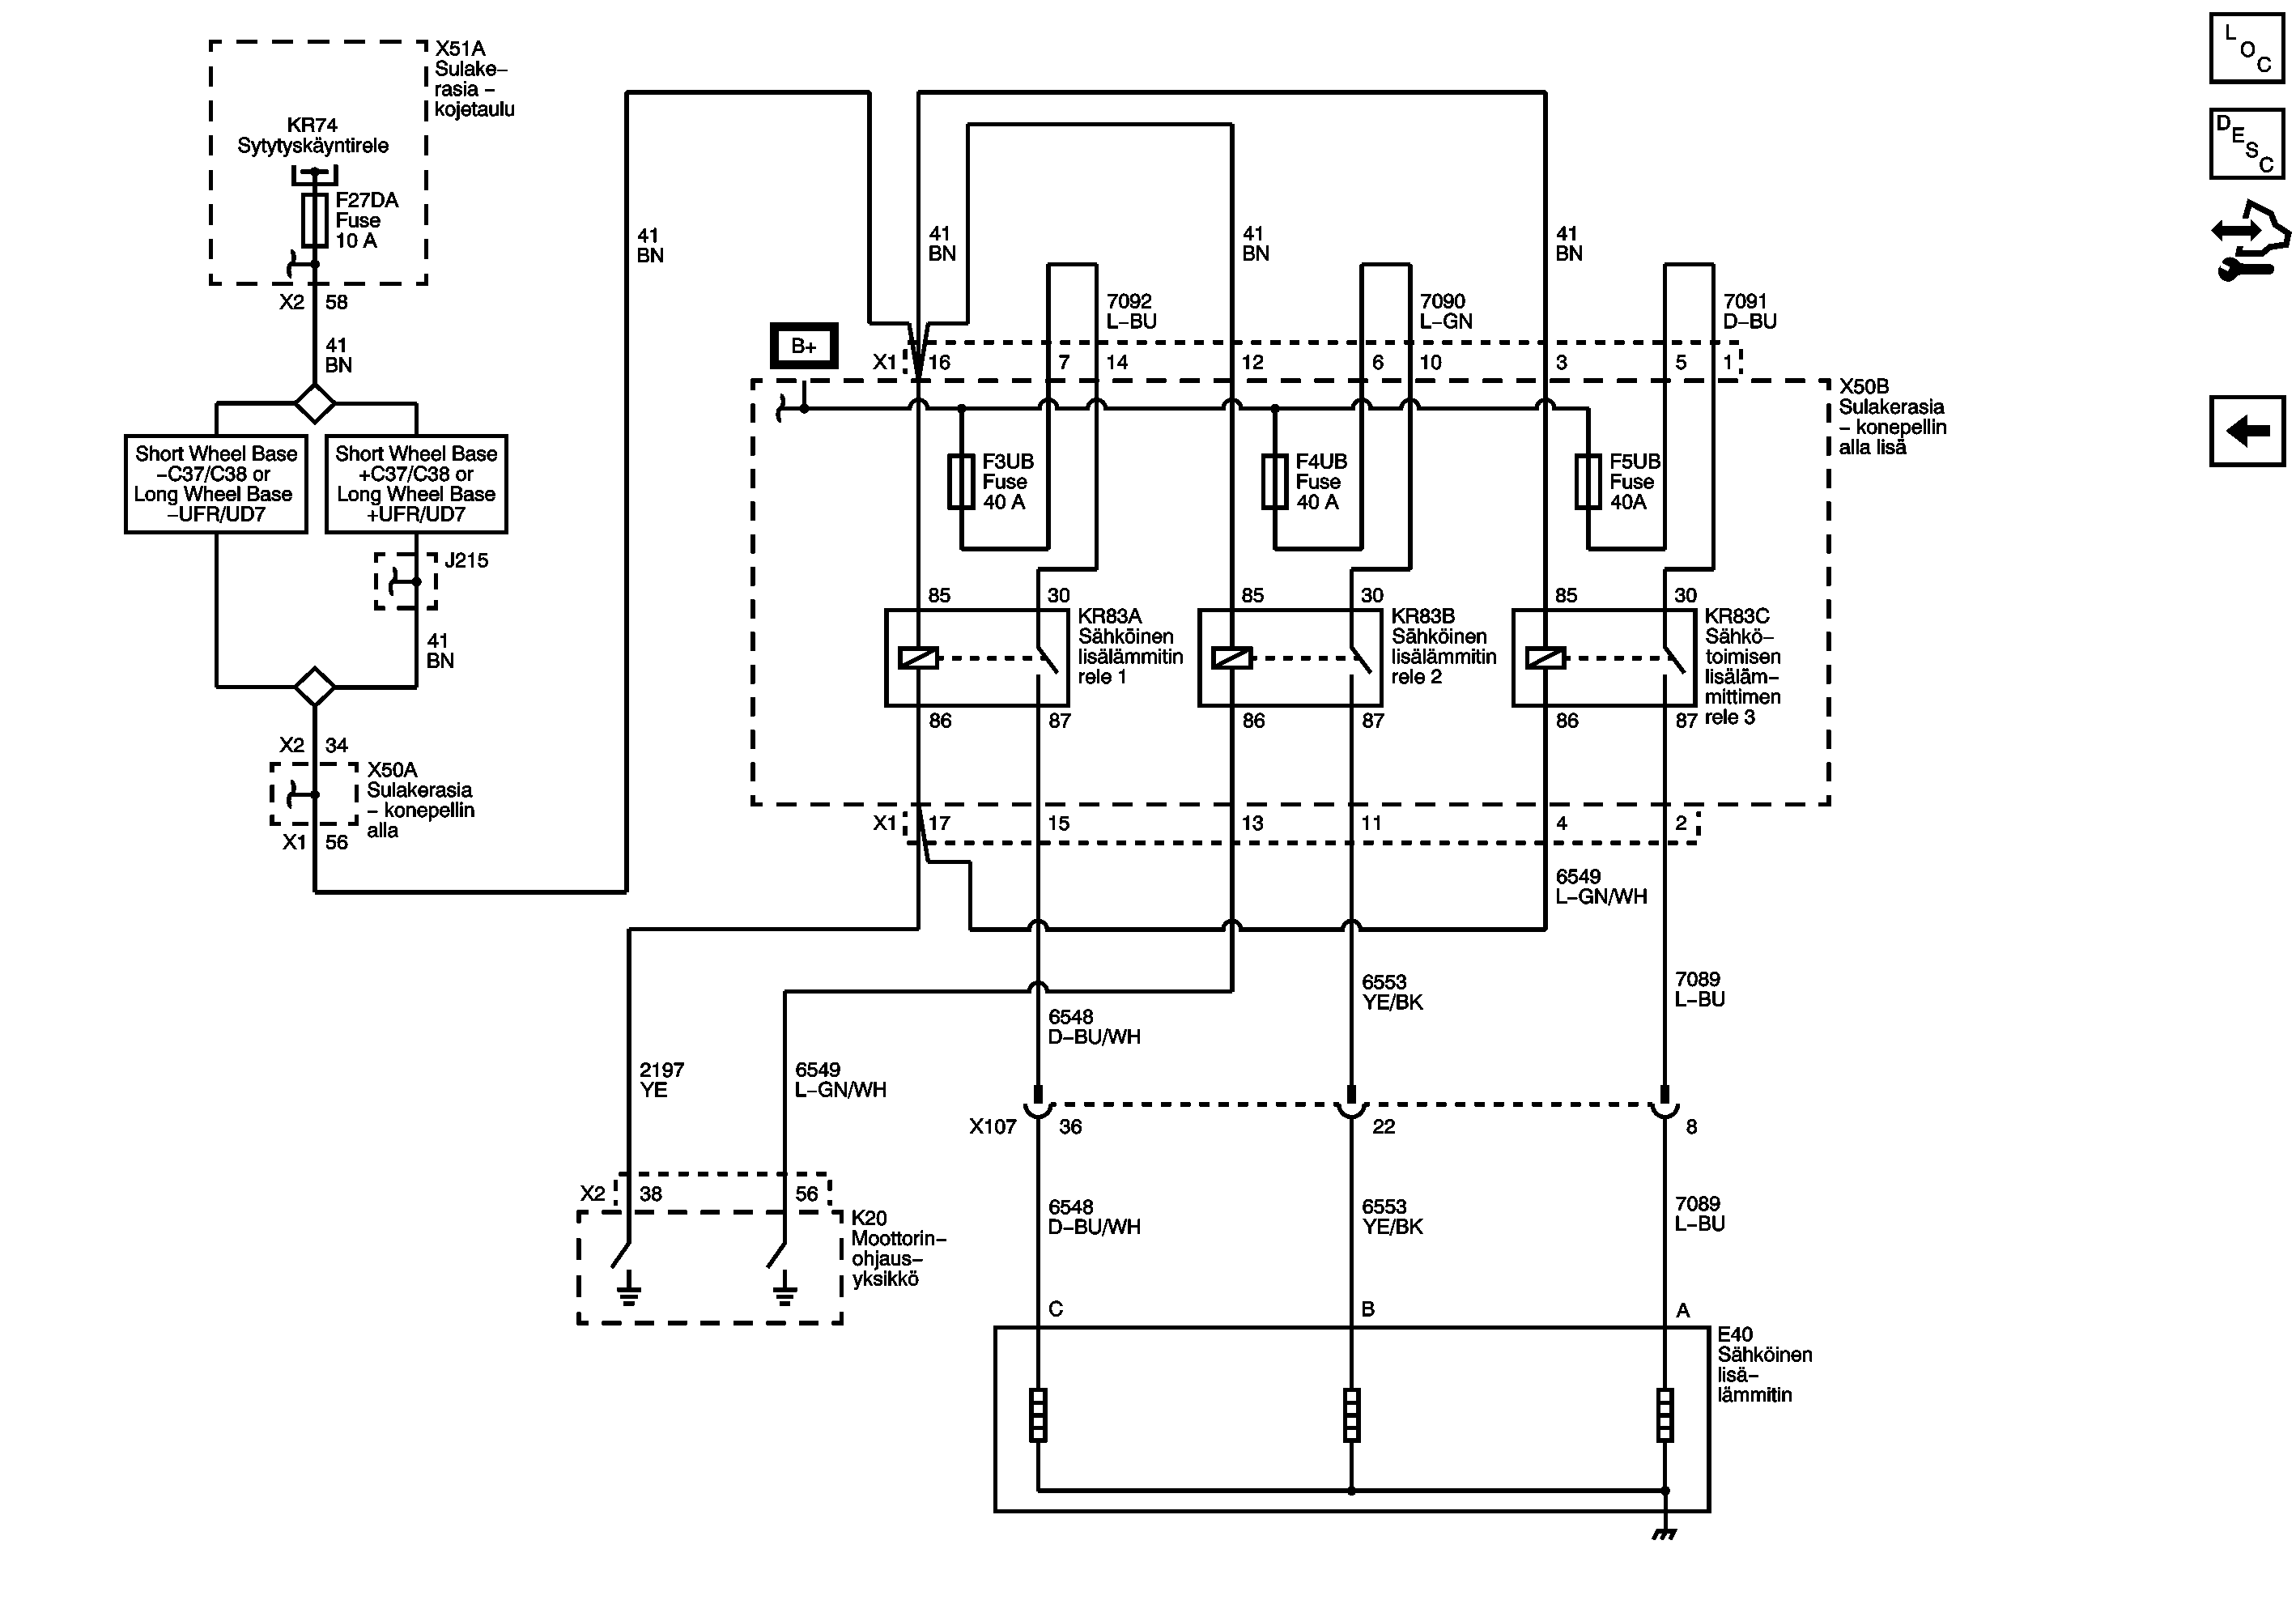 X51A
Sulake–
rasia –
kojetaulu
KR74
Sytytyskäyntirele
F27DA
Fuse
10 A
X2 58
41
BN
Short Wheel Base
–C37/C38 or
Long Wheel Base
–UFR/UD7
Short Wheel Base
+C37/C38 or
Long Wheel Base
+UFR/UD7
J215
41
BN
X2 34
X50A
Sulakerasia
– konepellin
alla
X1 56
41
BN
41
BN
41
BN
41
BN
7092
L–BU
7090
L–GN
7091
D–BU
B+
X1 16 7 14 12 6 10 3 5 1
X50B
Sulakerasia
– konepellin
alla lisä
F3UB
Fuse
40 A
F4UB
Fuse
40 A
F5UB
Fuse
40A
85 30 85 30 85 30
KR83A
Sähköinen
lisälämmitin
rele 1
KR83B
Sähköinen
lisälämmitin
rele 2
KR83C
Sähkö–
toimisen
lisäläm–
mittimen
rele 3
86 87 86 87 86 87
X1 17 15 13 11 4 2
6549
L–GN/WH
6553
YE/BK
7089
L–BU
6548
D–BU/WH
2197
YE
6549
L–GN/WH
X107 36 22 8
X2 38 56
K20
Moottorin–
ohjaus–
yksikkö
6548
D–BU/WH
6553
YE/BK
7089
L–BU
C B A
E40
Sähköinen
lisä–
lämmitin
LOC
DESC